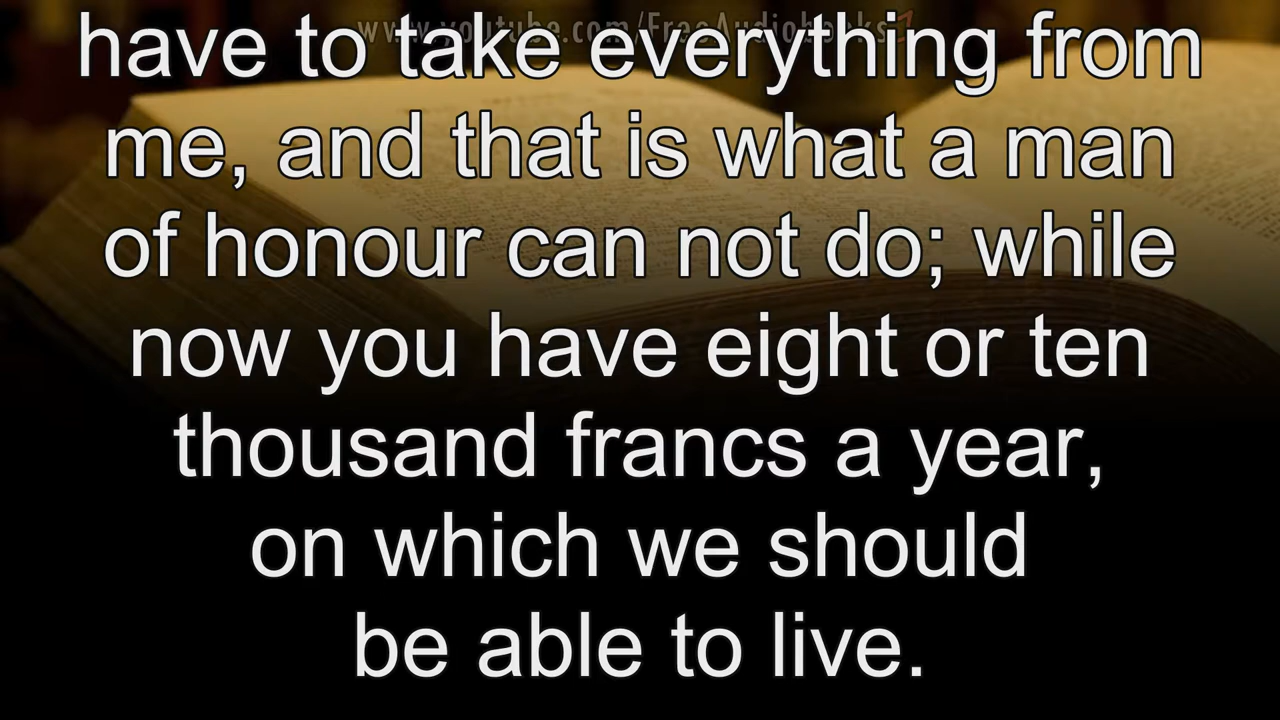 www.youtube.com/FreeAudiobooks1
have to take everything from
me, and that is what a man
of honour can not do; while
now you have eight or ten
thousand francs a year,
on which we should
be able to live.